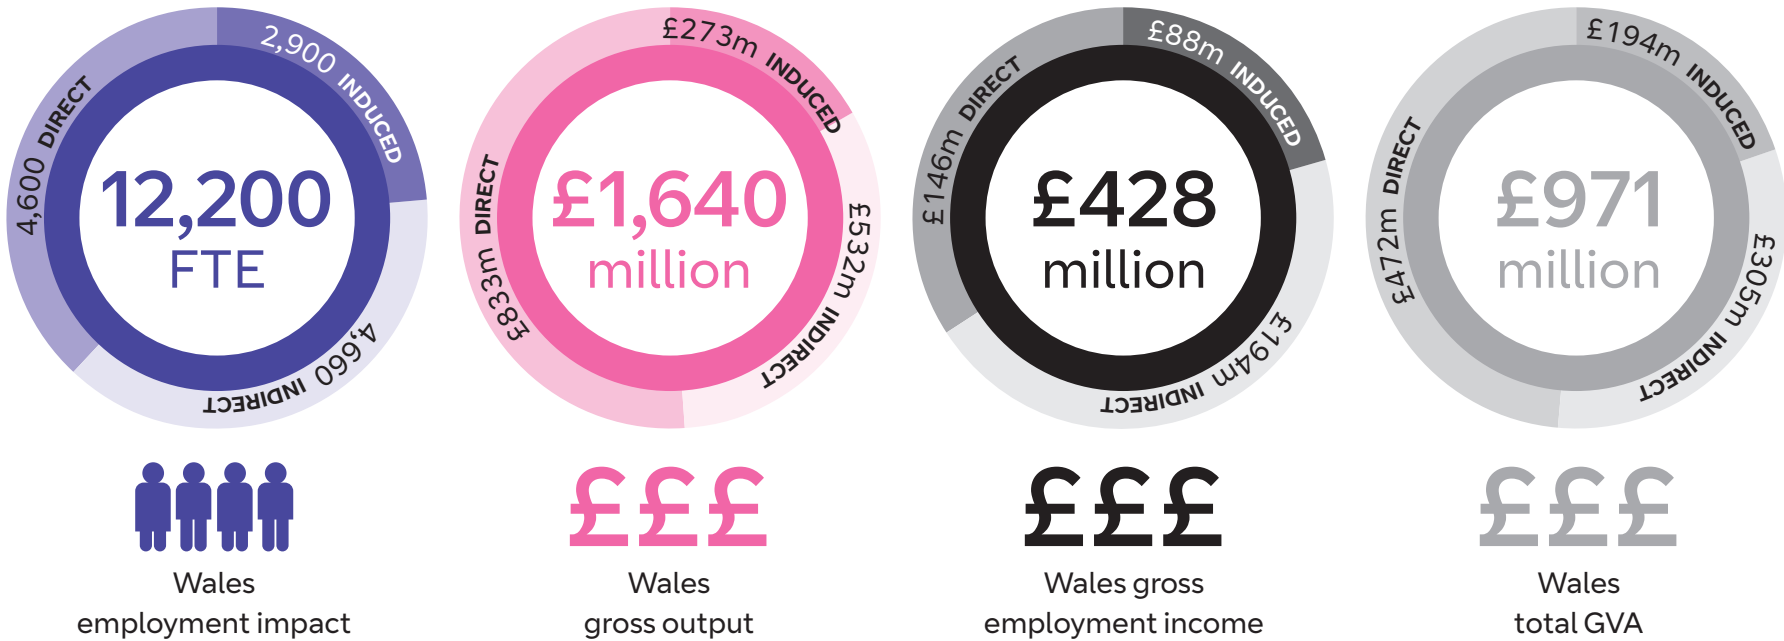 4,600 DIRECT
2,900 INDUCED
4,660 INDIRECT
12,200
FTE
Wales
employment impact
£833m DIRECT
£273m INDUCED
£532m INDIRECT
£1,640
million
£££
Wales
gross output
£146m DIRECT
£88m INDUCED
£194m INDIRECT
£428
million
£££
Wales gross
employment income
£472m DIRECT
£194m INDUCED
£305m INDIRECT
£971
million
£££
Wales
total GVA